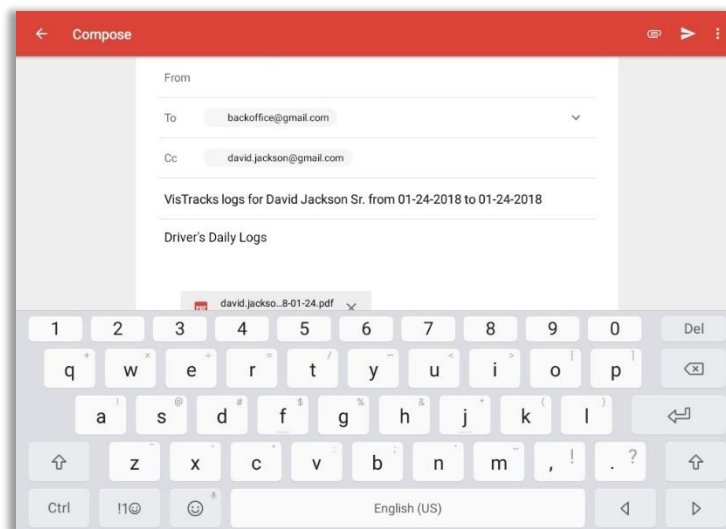 Compose
From
To backoffice@gmail.com
Cc david.jackson@gmail.com
VisTracks logs for David Jackson Sr. from 01-24-2018 to 01-24-2018
Driver's Daily Logs
PDF david.jackso..8-01-24.pdf
1 2 3 4 5 6 7 8 9 0 Del
+ × ÷ = / ~ < > [ ]
q w e r t y u i o p
! @ # $ % & * ( )
a s d f g h j k l
z x c v b n m , ! . ?
Ctrl !1☺ English (US)